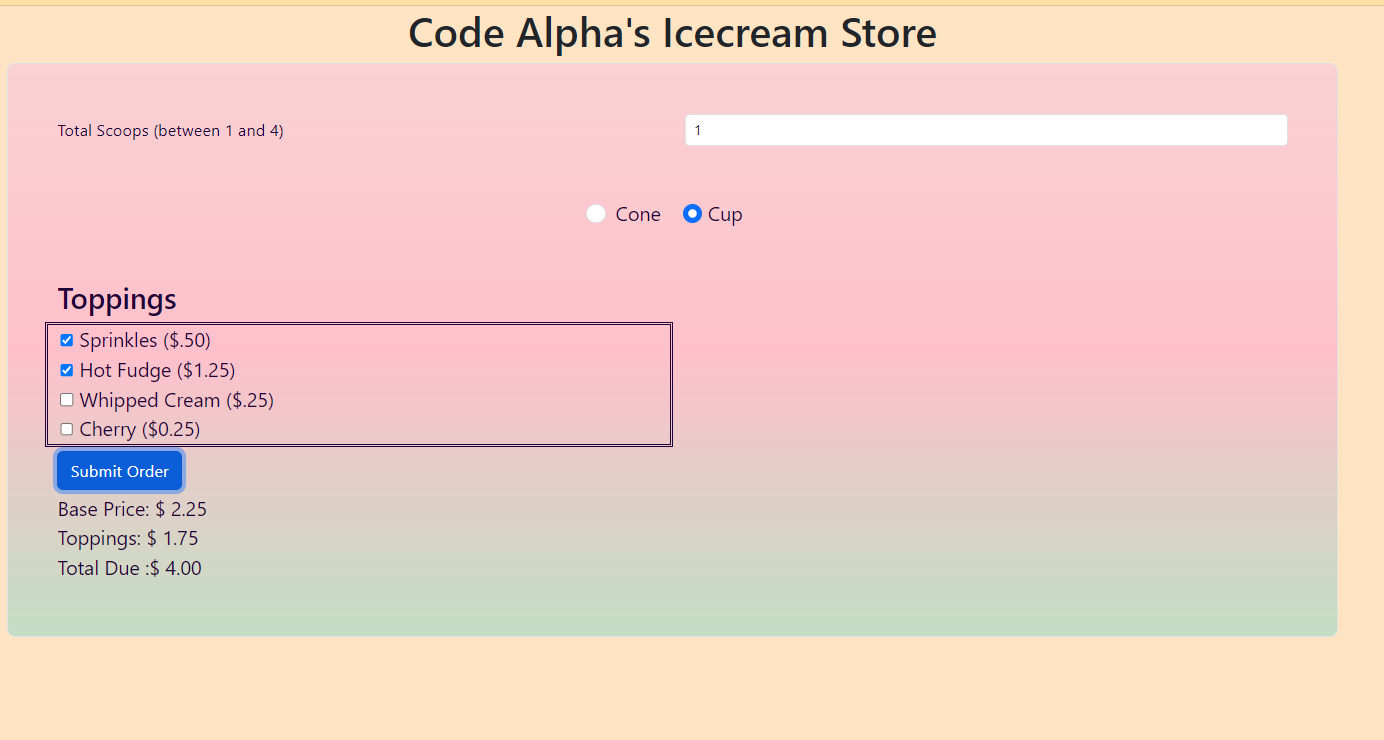 Code Alpha's Icecream Store
Total Scoops (between 1 and 4)
1
Cone Cup
Toppings
Sprinkles ($.50)
Hot Fudge ($1.25)
Whipped Cream ($.25)
Cherry ($0.25)
Submit Order
Base Price: $ 2.25
Toppings: $ 1.75
Total Due :$ 4.00